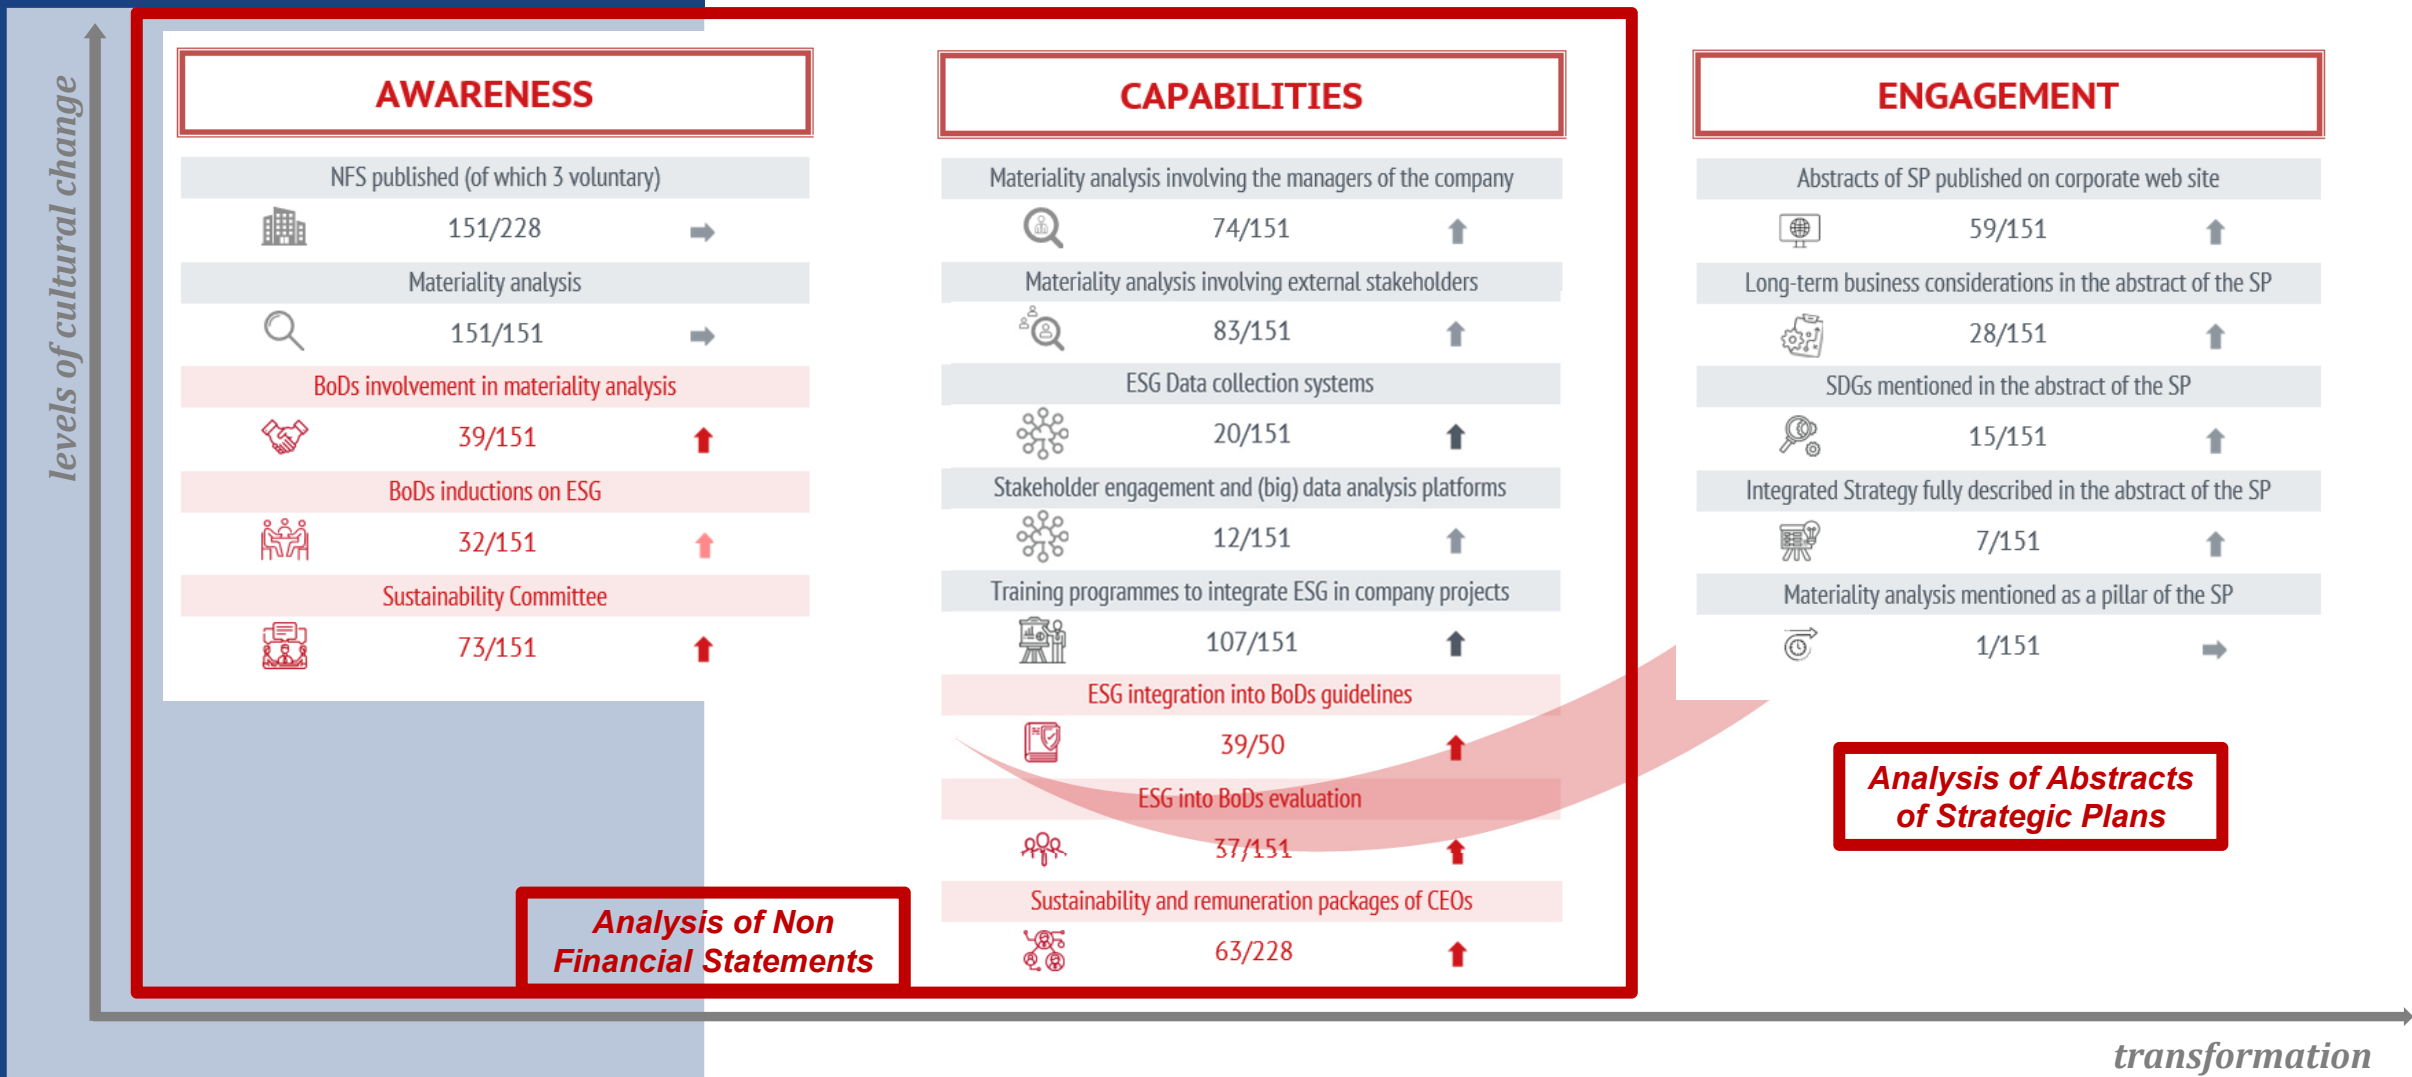 levels of cultural change
AWARENESS
NFS published (of which 3 voluntary)
151/228
Materiality analysis
151/151
BoDs involvement in materiality analysis
39/151
BoDs inductions on ESG
32/151
Sustainability Committee
73/151
CAPABILITIES
Materiality analysis involving the managers of the company
74/151
Materiality analysis involving external stakeholders
83/151
ESG Data collection systems
20/151
Stakeholder engagement and (big) data analysis platforms
12/151
Training programmes to integrate ESG in company projects
107/151
ESG integration into BoDs guidelines
39/50
ESG into BoDs evaluation
37/151
Sustainability and remuneration packages of CEOs
63/228
Analysis of Non
Financial Statements
ENGAGEMENT
Abstracts of SP published on corporate web site
59/151
Long-term business considerations in the abstract of the SP
28/151
SDGs mentioned in the abstract of the SP
15/151
Integrated Strategy fully described in the abstract of the SP
7/151
Materiality analysis mentioned as a pillar of the SP
1/151
Analysis of Abstracts
of Strategic Plans
transformation